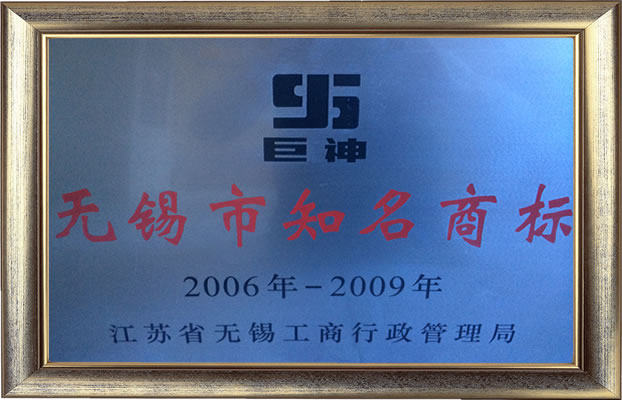 巨神
无锡市知名商标
2006年-2009年
江苏省无锡工商行政管理局